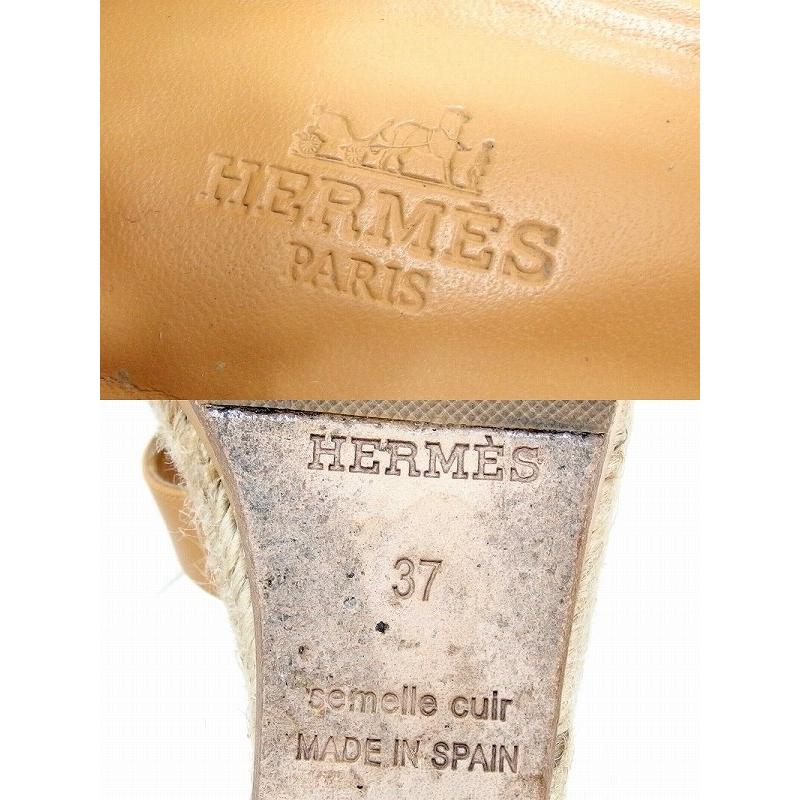 HERMÈS
PARIS
HERMÈS
37
semelle cuir
MADE IN SPAIN